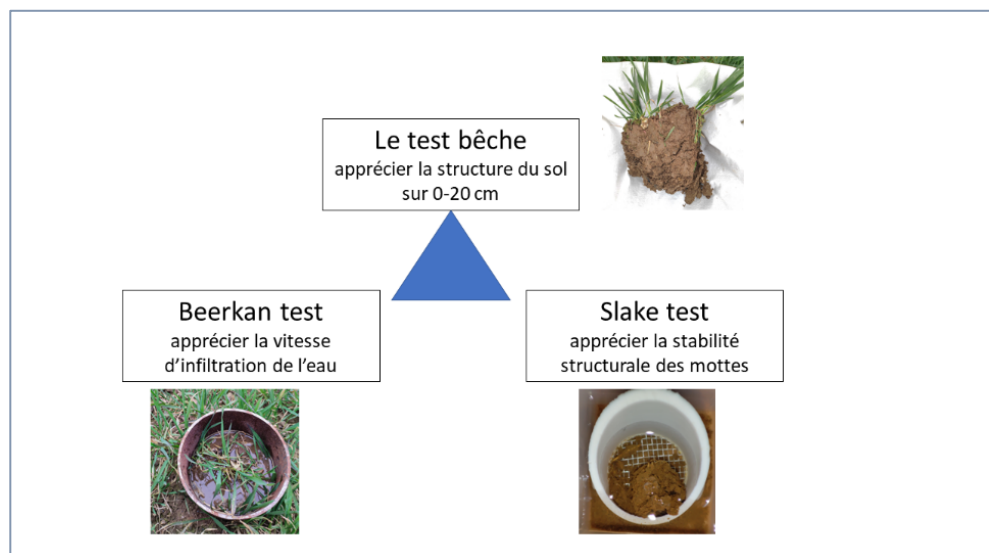 Le test bêche
apprécier la structure du sol
sur 0-20 cm
Beerkan test
apprécier la vitesse
d'infiltration de l'eau
Slake test
apprécier la stabilité
structurale des mottes